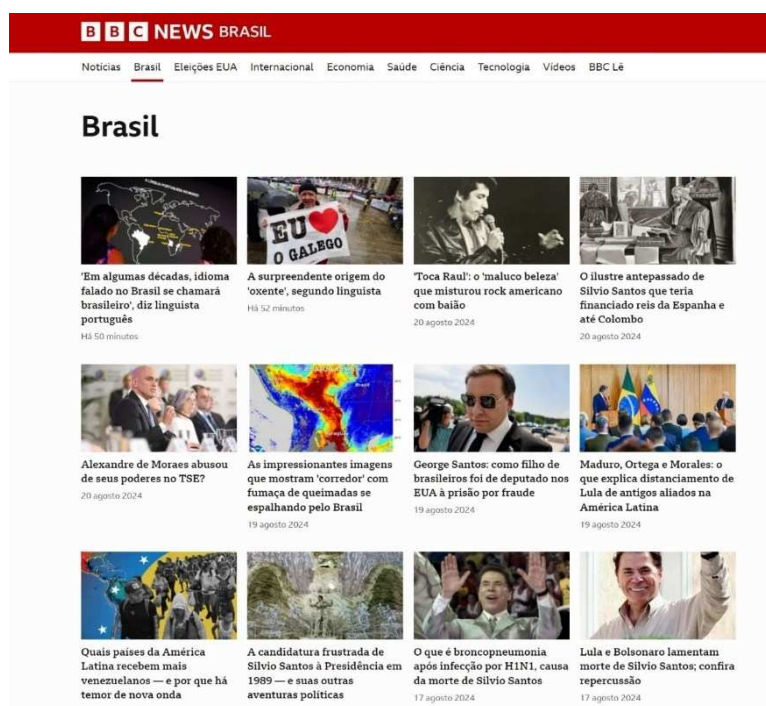 BBC NEWS BRASIL
Notícias Brasil Eleições EUA Internacional Economia Saúde Ciência Tecnologia Vídeos BBC Lê
Brasil
EU
O GALEGO
'Em algumas décadas, idioma
falado no Brasil se chamará
brasileiro', diz linguista
português
Há 50 minutos
A surpreendente origem do
'oxente', segundo linguista
Há 52 minutos
'Toca Raul': o 'maluco beleza'
que misturou rock americano
com baião
20 agosto 2024
O ilustre antepassado de
Silvio Santos que teria
financiado reis da Espanha e
até Colombo
20 agosto 2024
Brasil
Alexandre de Moraes abusou
de seus poderes no TSE?
20 agosto 2024
As impressionantes imagens
que mostram 'corredor' com
fumaça de queimadas se
espalhando pelo Brasil
19 agosto 2024
George Santos: como filho de
brasileiros foi de deputado nos
EUA à prisão por fraude
19 agosto 2024
Maduro, Ortega e Morales: o
que explica distanciamento de
Lula de antigos aliados na
América Latina
19 agosto 2024
Quais países da América
Latina recebem mais
venezuelanos — e por que há
temor de nova onda
A candidatura frustrada de
Silvio Santos à Presidência em
1989 — e suas outras
aventuras políticas
O que é broncopneumonia
após infecção por H1N1, causa
da morte de Silvio Santos
17 agosto 2024
Lula e Bolsonaro lamentam
morte de Silvio Santos; confira
repercussão
17 agosto 2024